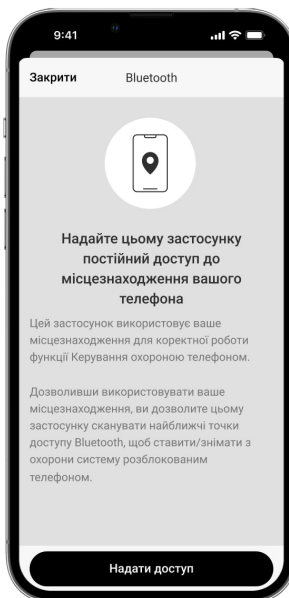 9:41
Закрити Bluetooth
Надайте цьому застосунку
постійний доступ до
місцезнаходження вашого
телефона
Цей застосунок використовує ваше
місцезнаходження для коректної роботи
функції Керування охороною телефоном.
Дозволивши використовувати ваше
місцезнаходження, ви дозволите цьому
застосунку сканувати найближчі точки
доступу Bluetooth, щоб ставити/знімати з
охорони систему розблокованим
телефоном.
Надати доступ